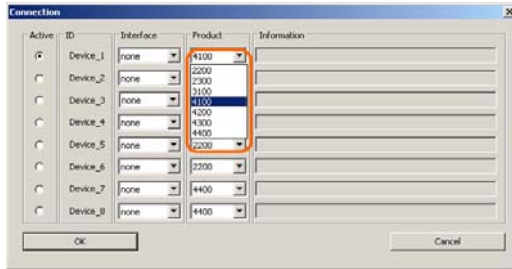 Connection
Active ID Interface Product Information
Device_1 none 4100
2200
Device_2 none 2300
3100
Device_3 none 4100
4200
Device_4 none 4300
4400
Device_5 none 2200
Device_6 none 2200
Device_7 none 4400
Device_8 none 4400
OK Cancel